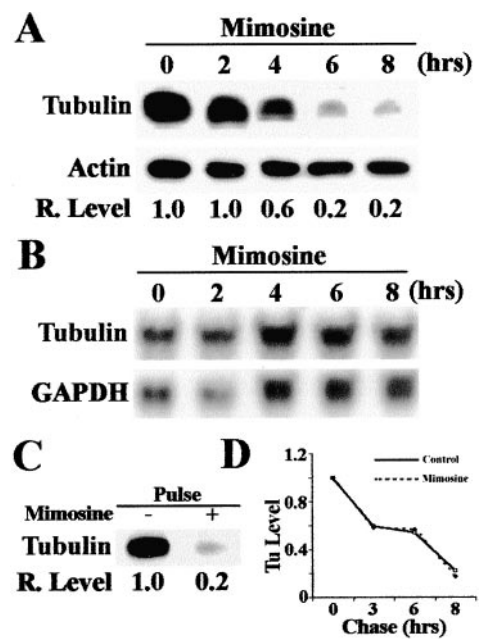 A
Mimosine
0 2 4 6 8 (hrs)
Tubulin
Actin
R. Level 1.0 1.0 0.6 0.2 0.2
B
Mimosine
0 2 4 6 8 (hrs)
Tubulin
GAPDH
C
Pulse
Mimosine - +
Tubulin
R. Level 1.0 0.2
D
1.2
0.8
0.4
0
Tu Level
Control
Mimosine
0 3 6 8
Chase (hrs)